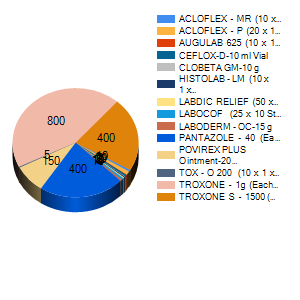 ACLOFLEX - MR (10 x...
ACLOFLEX - P (20 x 1...
AUGULAB 625 (10 x 1...
CEFLOX-D-10 ml Vial
CLOBETA GM-10 g
HISTOLAB - LM (10 x
1 x...
LABDIC RELIEF (50 x...
LABOCOF (25 x 10 St...
LABODERM - OC-15 g
PANTAZOLE - 40 (Ea...
POVIREX PLUS
Ointment-20...
TOX - O 200 (10 x 1 x...
TROXONE - 1g (Each...
TROXONE S - 1500 (...
800
400
5
150
400